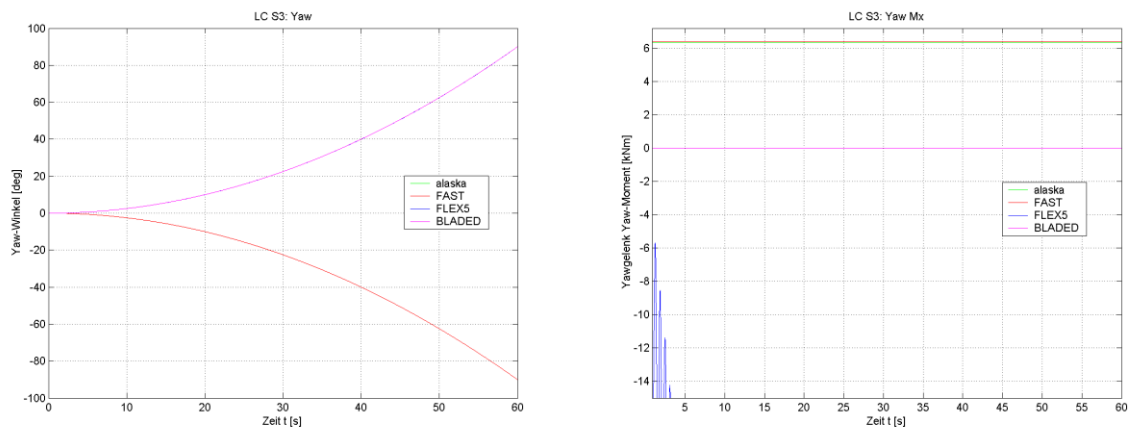 LC S3: Yaw
100
80
60
40
20
0
-20
-40
-60
-80
-100
Yaw-Winkel [deg]
alaska
FAST
FLEX5
BLADED
0 10 20 30 40 50 60
Zeit t [s]
LC S3: Yaw Mx
6
4
2
0
-2
-4
-6
-8
-10
-12
-14
Yawgelenk Yaw-Moment [kNm]
alaska
FAST
FLEX5
BLADED
5 10 15 20 25 30 35 40 45 50 55 60
Zeit t [s]